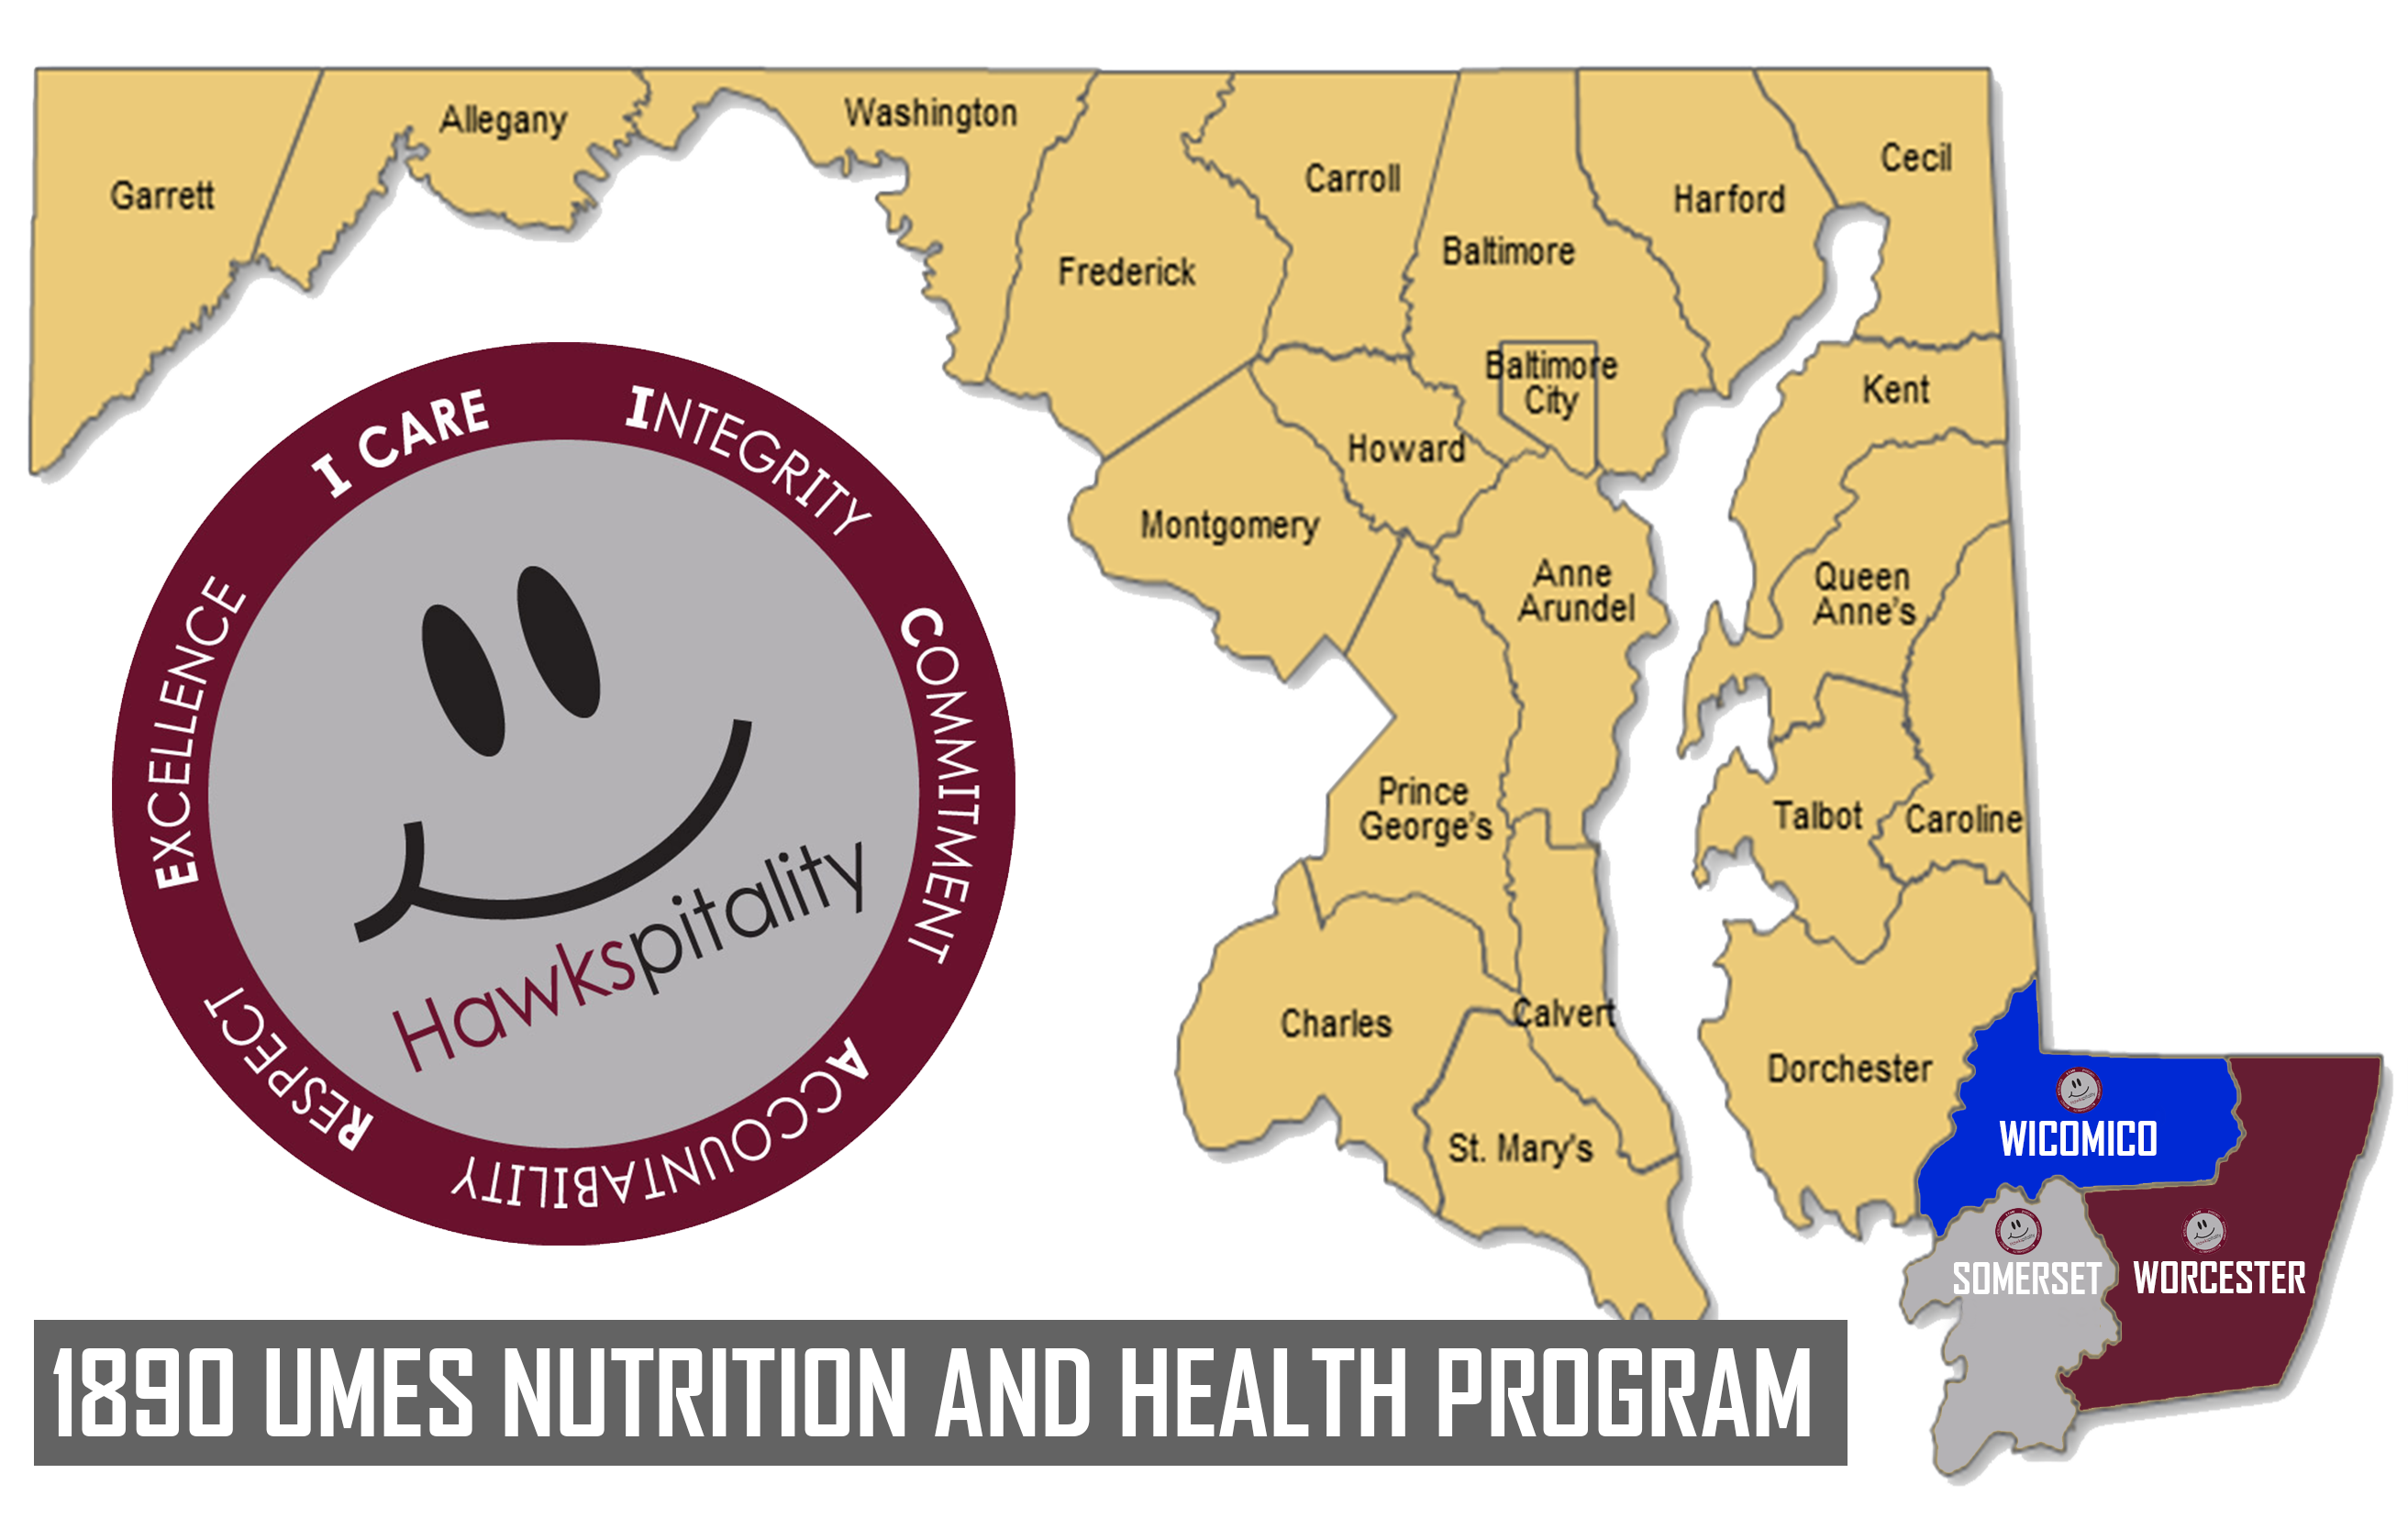 Garrett
Allegany
Washington
Frederick
Carroll
Baltimore
Harford
Cecil
Baltimore
City
Kent
Howard
Montgomery
Anne
Arundel
Queen
Anne's
Prince
George's
Talbot
Caroline
Charles
Calvert
St. Mary's
Dorchester
WICOMICO
SOMERSET
WORCESTER
I CARE
INTEGRITY
COMMITMENT
ACCOUNTABILITY
RESPECT
EXCELLENCE
Hawkspitality
1890 UMES NUTRITION AND HEALTH PROGRAM